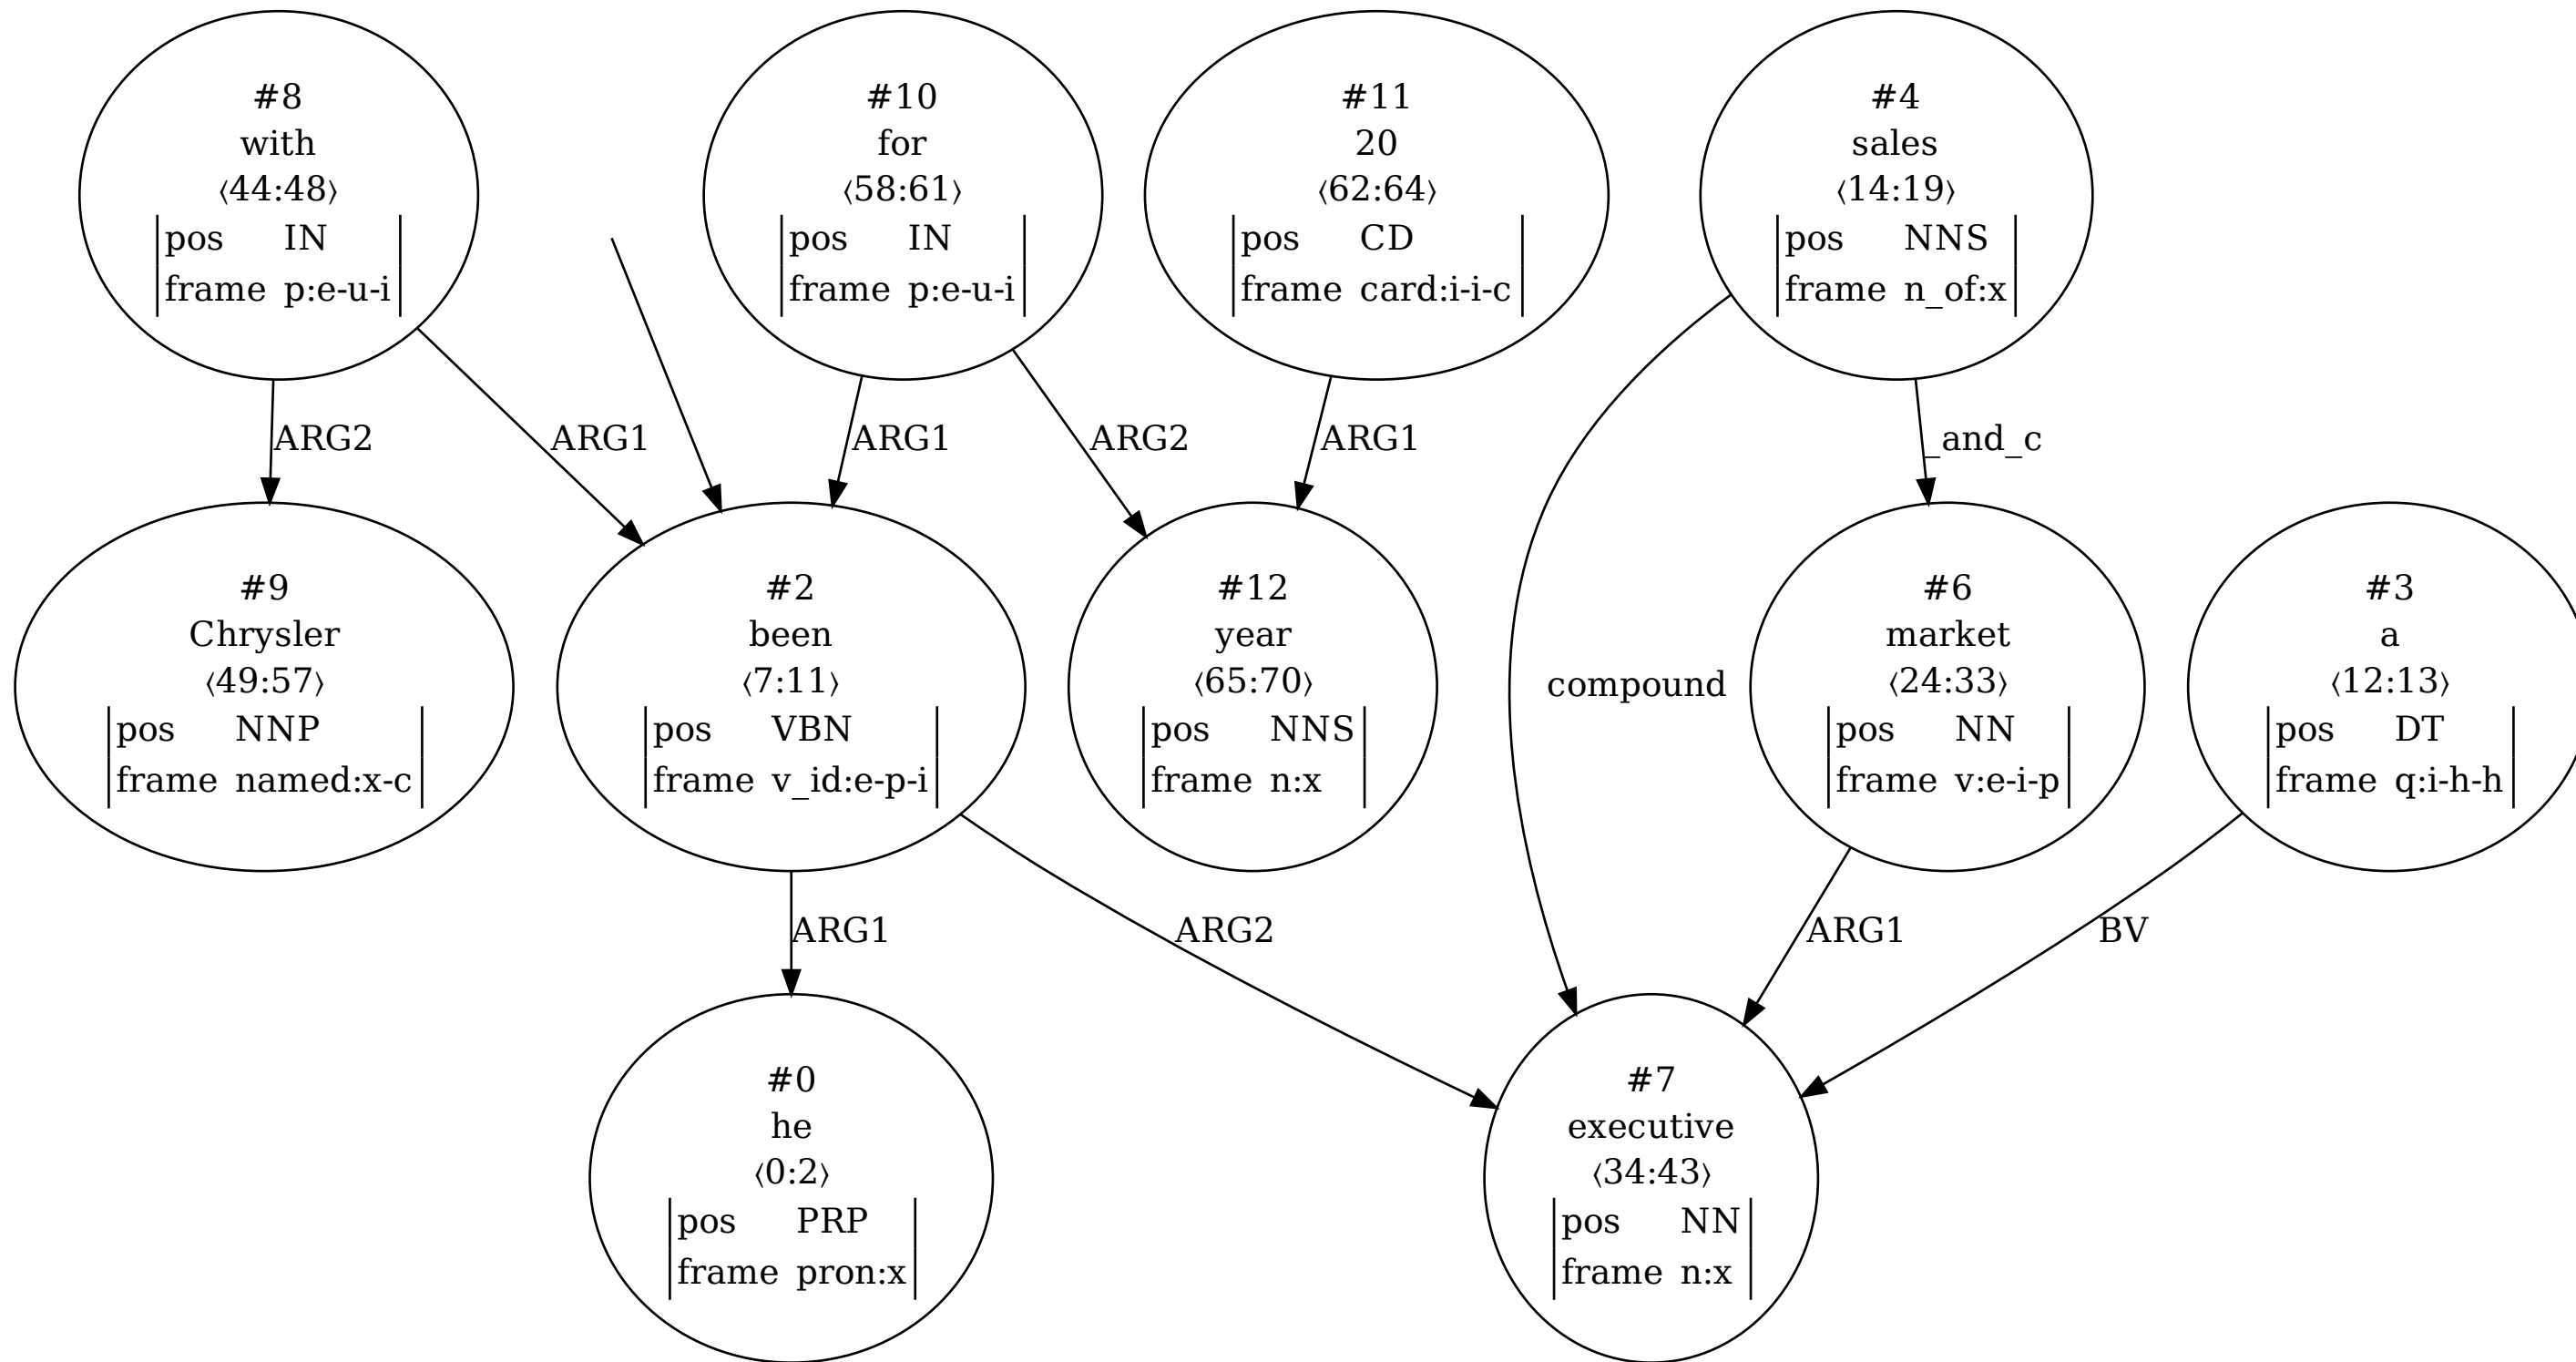 #8
with
⟨44:48⟩
pos IN
frame p:e-u-i
#10
for
⟨58:61⟩
pos IN
frame p:e-u-i
#11
20
⟨62:64⟩
pos CD
frame card:i-i-c
#4
sales
⟨14:19⟩
pos NNS
frame n_of:x
ARG2
ARG1
ARG1
ARG2
ARG1
_and_c
#9
Chrysler
⟨49:57⟩
pos NNP
frame named:x-c
#2
been
⟨7:11⟩
pos VBN
frame v_id:e-p-i
#12
year
⟨65:70⟩
pos NNS
frame n:x
compound
#6
market
⟨24:33⟩
pos NN
frame v:e-i-p
#3
a
⟨12:13⟩
pos DT
frame q:i-h-h
ARG1
ARG2
ARG1
BV
#0
he
⟨0:2⟩
pos PRP
frame pron:x
#7
executive
⟨34:43⟩
pos NN
frame n:x